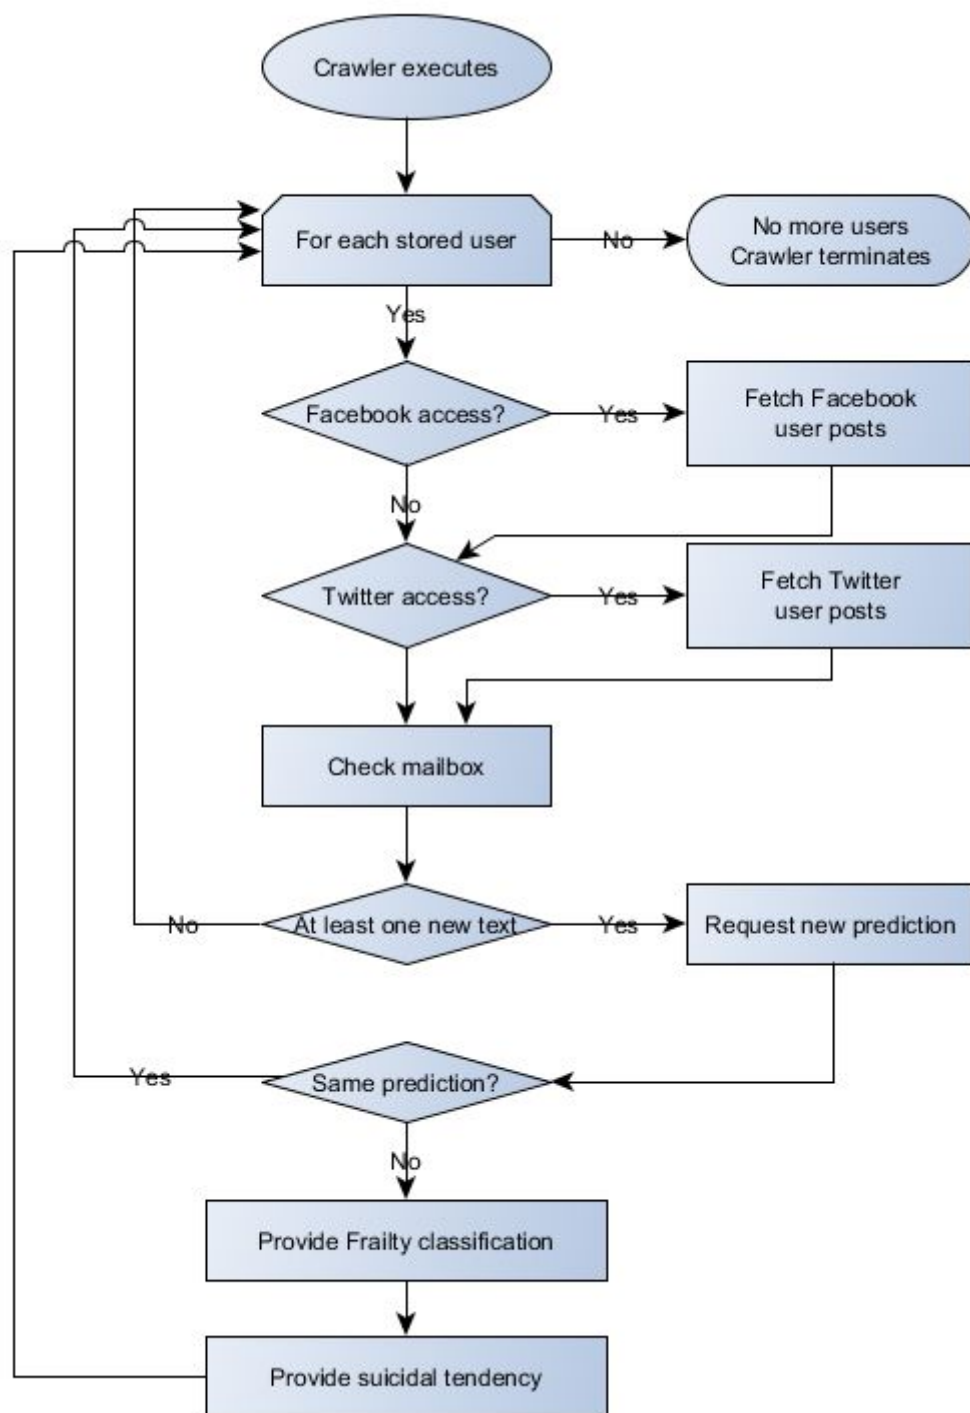 Crawler executes
For each stored user
No
No more users
Crawler terminates
Yes
Facebook access?
Yes
Fetch Facebook
user posts
No
Twitter access?
Yes
Fetch Twitter
user posts
Check mailbox
No
At least one new text
Yes
Request new prediction
Yes
Same prediction?
No
Provide Frailty classification
Provide suicidal tendency